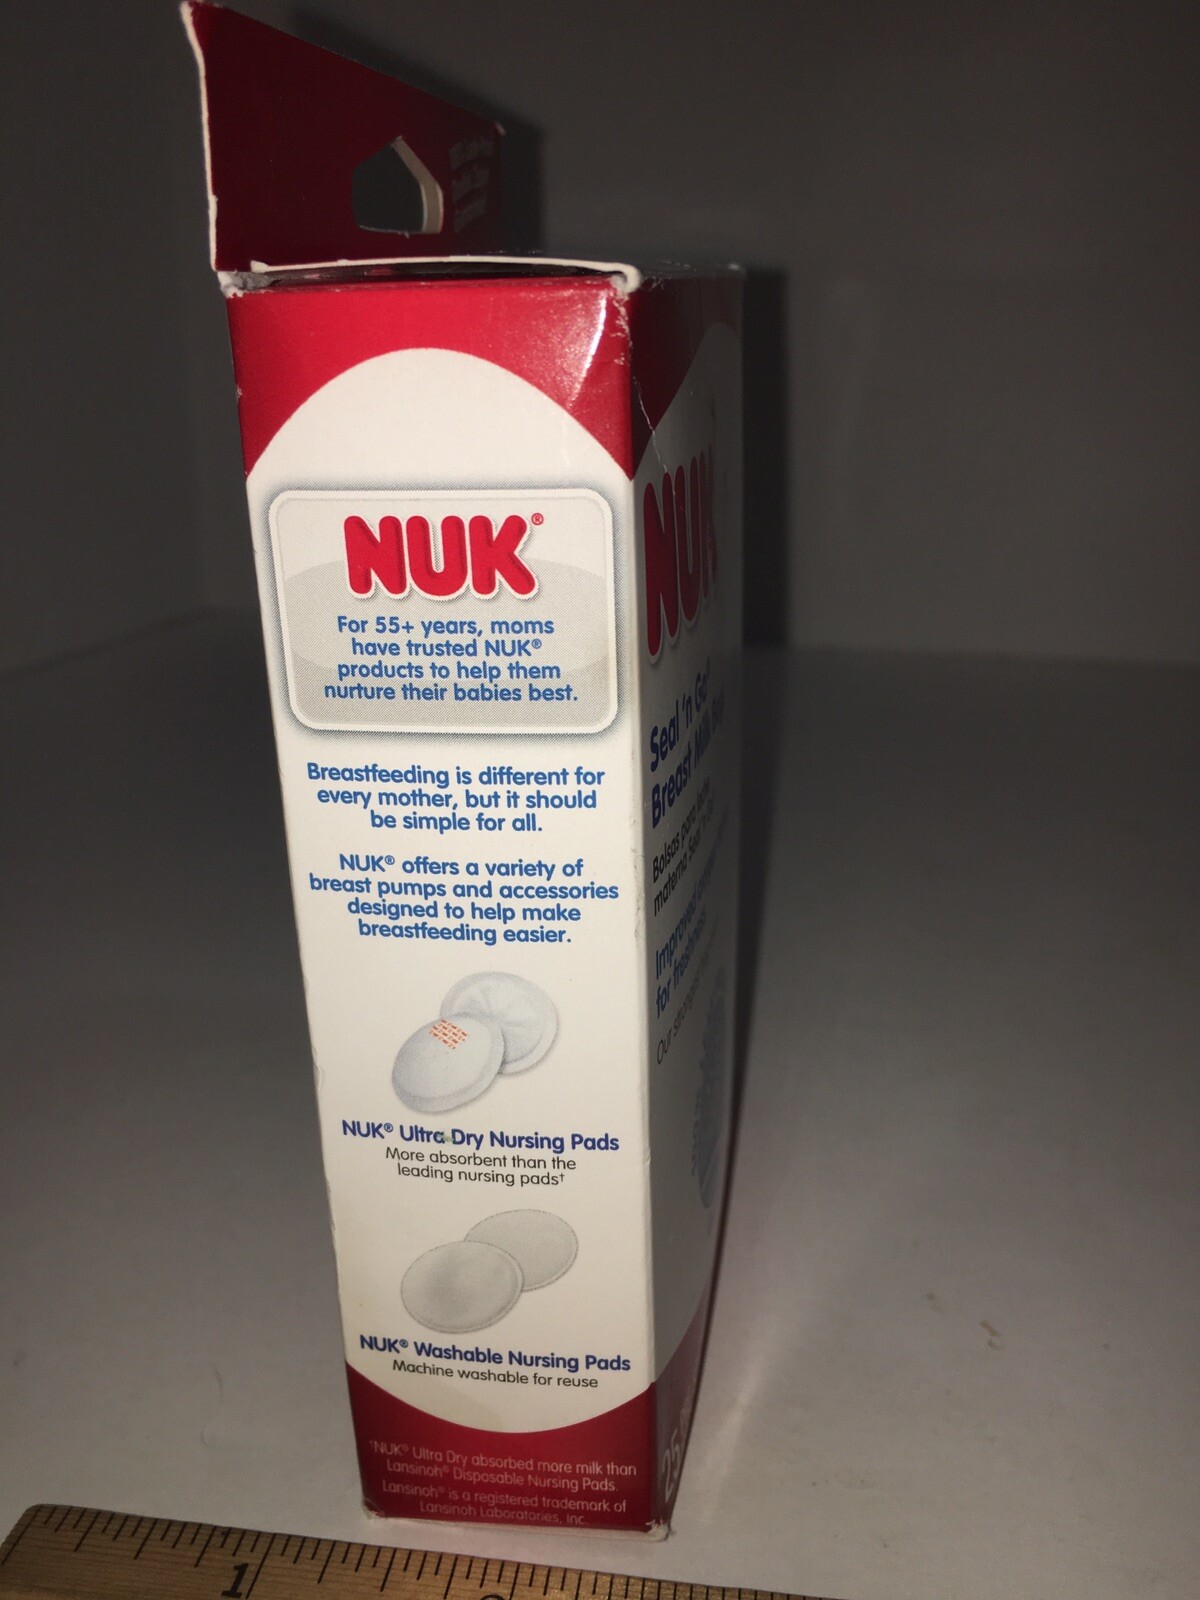 NUK®
For 55+ years, moms
have trusted NUK®
products to help them
nurture their babies best.
Breastfeeding is different for
every mother, but it should
be simple for all.
NUK® offers a variety of
breast pumps and accessories
designed to help make
breastfeeding easier.
NUK® Ultra Dry Nursing Pads
More absorbent than the
leading nursing pads†
NUK® Washable Nursing Pads
Machine washable for reuse
†NUK® Ultra Dry absorbed more milk than
Lansinoh® Disposable Nursing Pads.
Lansinoh® is a registered trademark of
Lansinoh Laboratories, Inc.
NUK
Seal 'n Go
Breast Milk
Bolsas para
materna Seal 'n
Improved
for freshness
Our
25
1